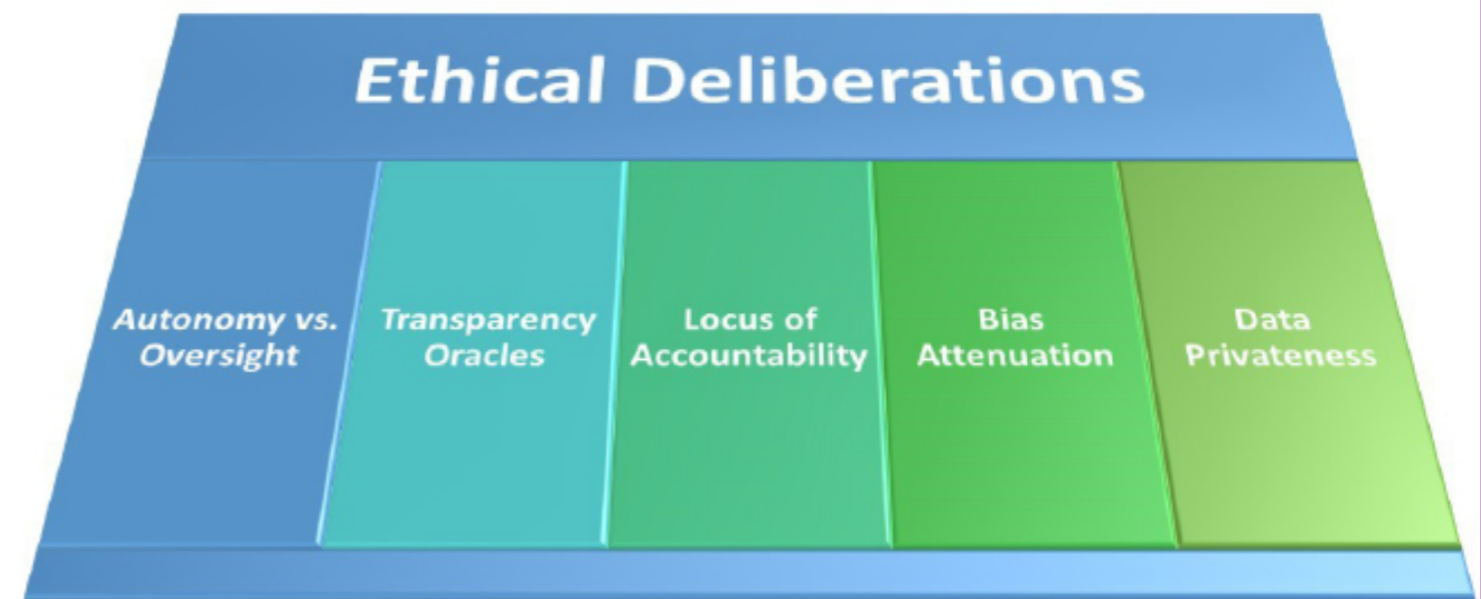 Ethical Deliberations
Autonomy vs.
Oversight
Transparency
Oracles
Locus of
Accountability
Bias
Attenuation
Data
Privateness